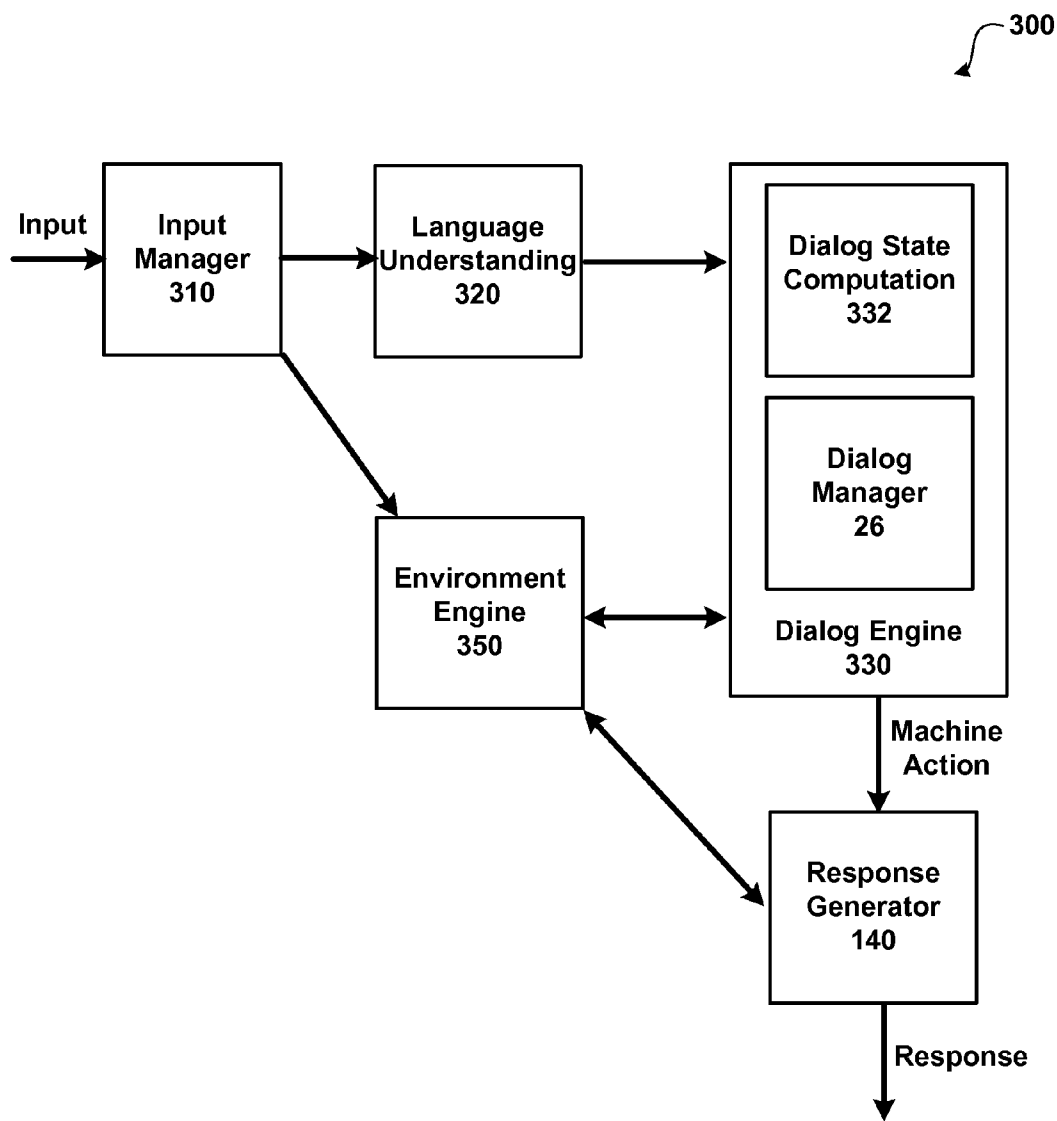 300
Input
Input
Manager
310
Language
Understanding
320
Dialog State
Computation
332
Dialog
Manager
26
Dialog Engine
330
Environment
Engine
350
Machine
Action
Response
Generator
140
Response